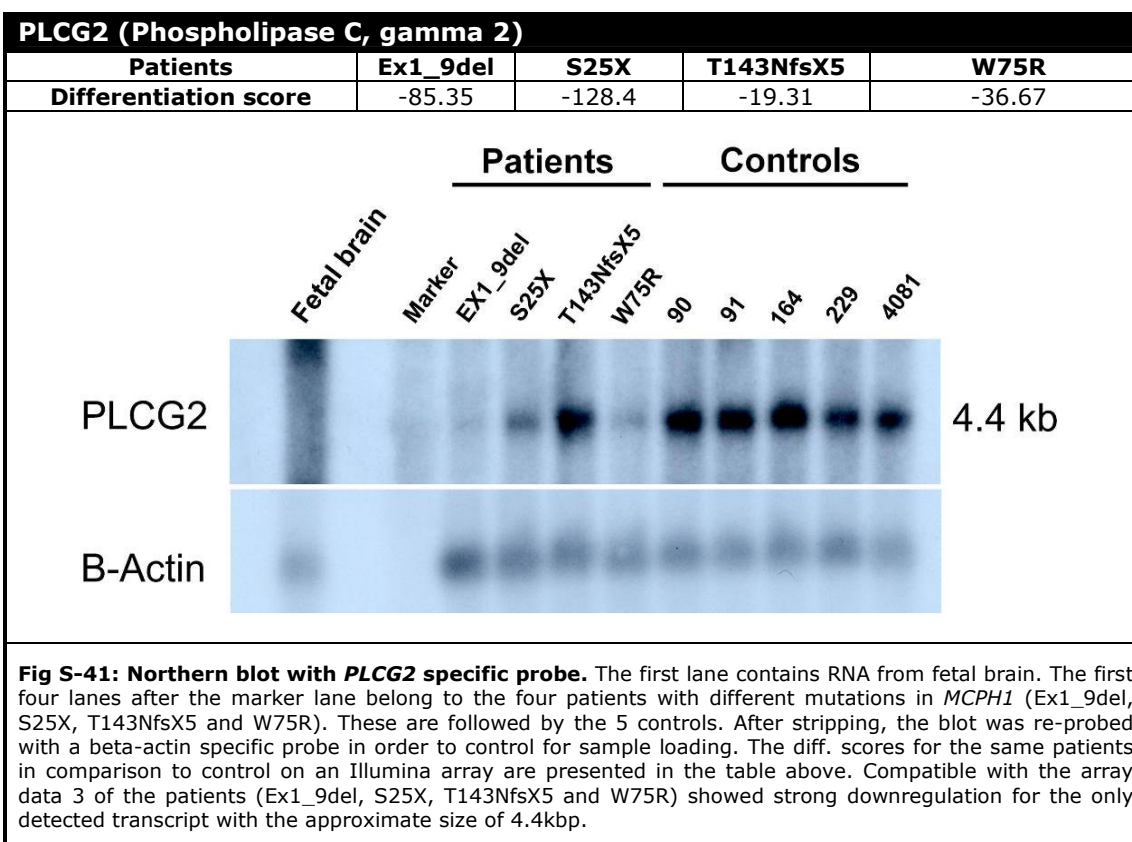 PLCG2 (Phospholipase C, gamma 2)
Patients Ex1_9del S25X T143NfsX5 W75R
Differentiation score -85.35 -128.4 -19.31 -36.67
Patients Controls
Fetal brain Marker EX1_9del S25X T143NfsX5 W75R 90 91 164 229 4081
PLCG2 4.4 kb
B-Actin
Fig S-41: Northern blot with PLCG2 specific probe. The first lane contains RNA from fetal brain. The first
four lanes after the marker lane belong to the four patients with different mutations in MCPH1 (Ex1_9del,
S25X, T143NfsX5 and W75R). These are followed by the 5 controls. After stripping, the blot was re-probed
with a beta-actin specific probe in order to control for sample loading. The diff. scores for the same patients
in comparison to control on an Illumina array are presented in the table above. Compatible with the array
data 3 of the patients (Ex1_9del, S25X, T143NfsX5 and W75R) showed strong downregulation for the only
detected transcript with the approximate size of 4.4kbp.